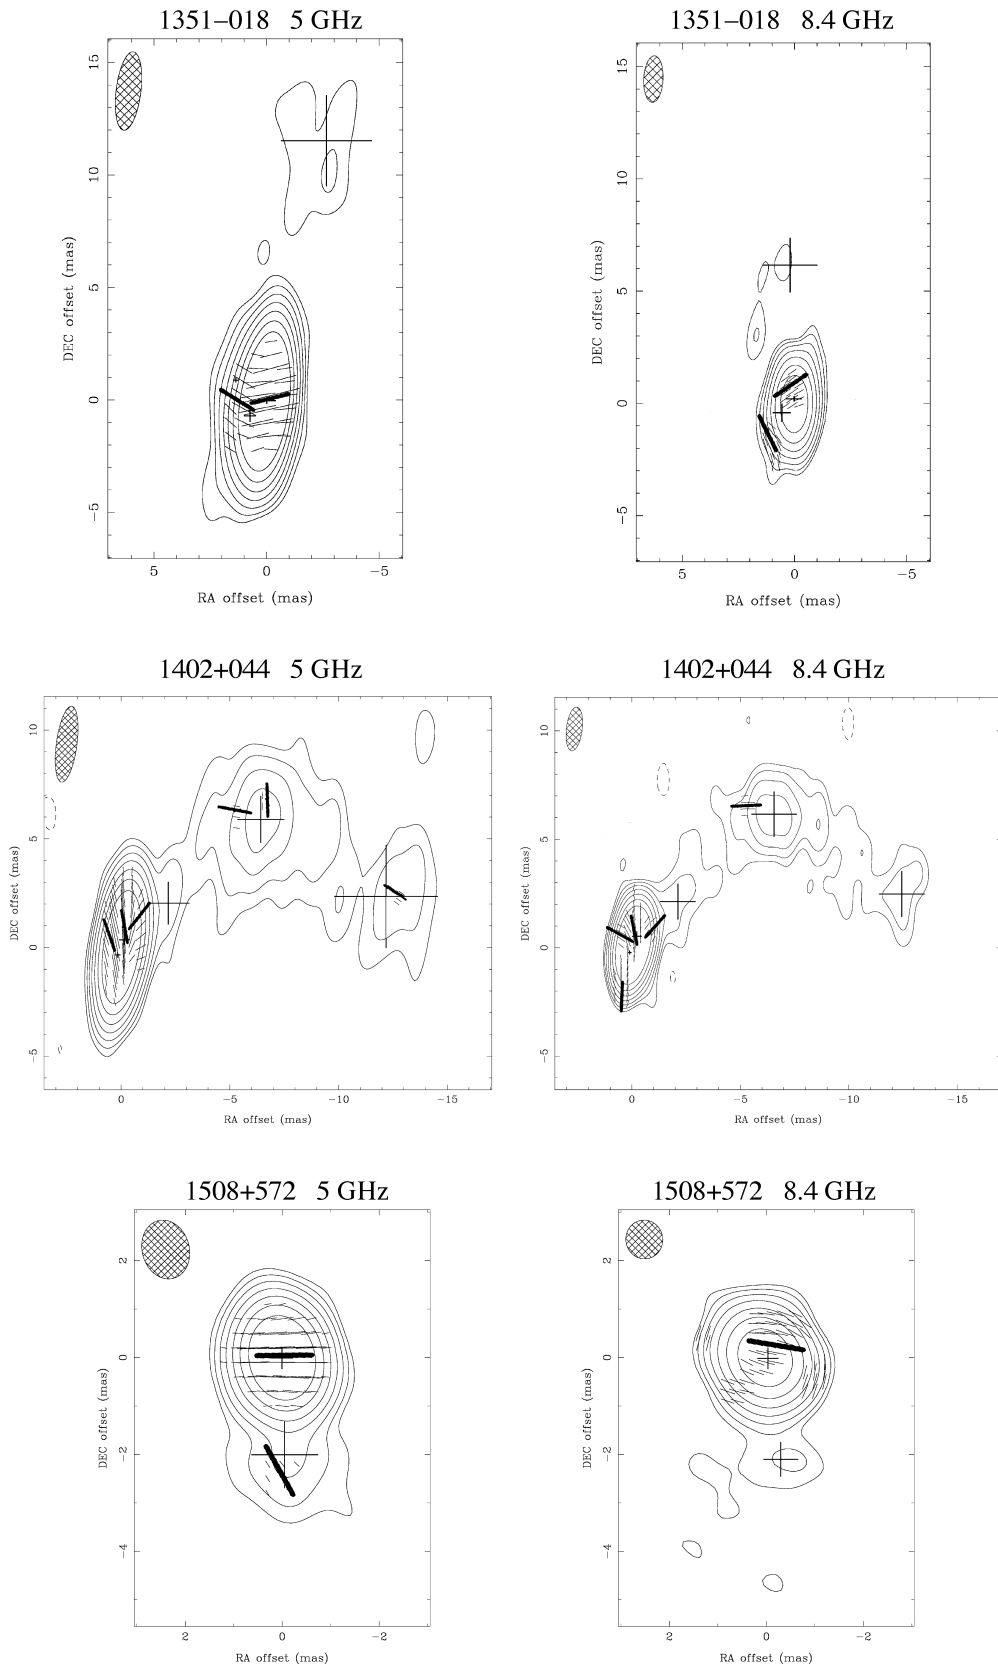 1351−018 5 GHz
1351−018 8.4 GHz
15
10
5
0
−5
DEC offset (mas)
5 0 −5
RA offset (mas)
15
10
5
0
−5
DEC offset (mas)
5 0 −5
RA offset (mas)
1402+044 5 GHz
1402+044 8.4 GHz
10
5
0
−5
DEC offset (mas)
0 −5 −10 −15
RA offset (mas)
10
5
0
−5
DEC offset (mas)
0 −5 −10 −15
RA offset (mas)
1508+572 5 GHz
1508+572 8.4 GHz
2
0
−2
−4
DEC offset (mas)
2 0 −2
RA offset (mas)
2
0
−2
−4
DEC offset (mas)
2 0 −2
RA offset (mas)